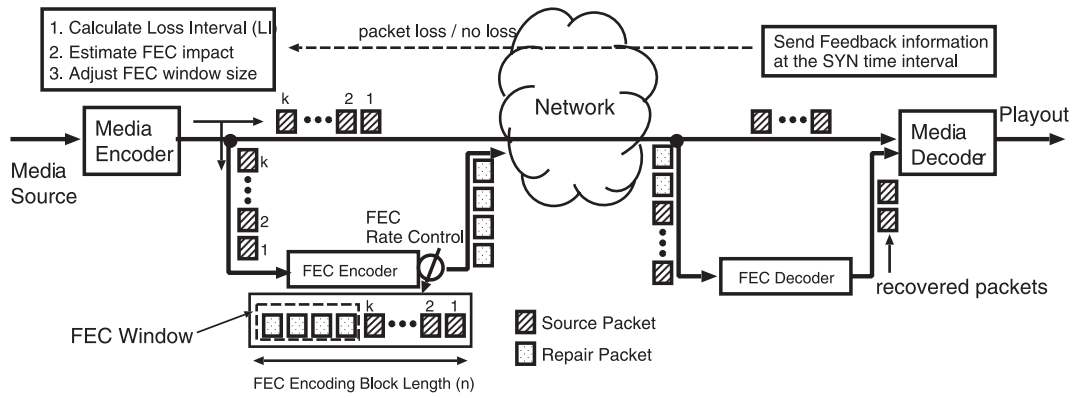 1. Calculate Loss Interval (LI)
2. Estimate FEC impact
3. Adjust FEC window size
packet loss / no loss
Send Feedback information
at the SYN time interval
Network
k 2 1
Media
Encoder
Media
Source
Media
Decoder
Playout
k
2
1
FEC
Rate Control
FEC Encoder
FEC Decoder
recovered packets
FEC Window
k 2 1
Source Packet
Repair Packet
FEC Encoding Block Length (n)